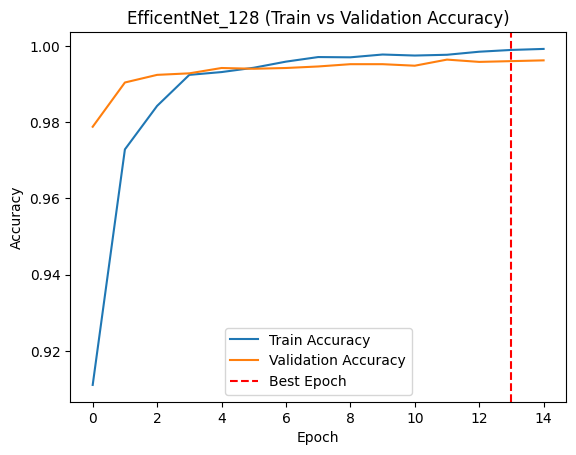 EfficentNet_128 (Train vs Validation Accuracy)
1.00
0.98
0.96
0.94
0.92
Accuracy
Train Accuracy
Validation Accuracy
Best Epoch
0 2 4 6 8 10 12 14
Epoch